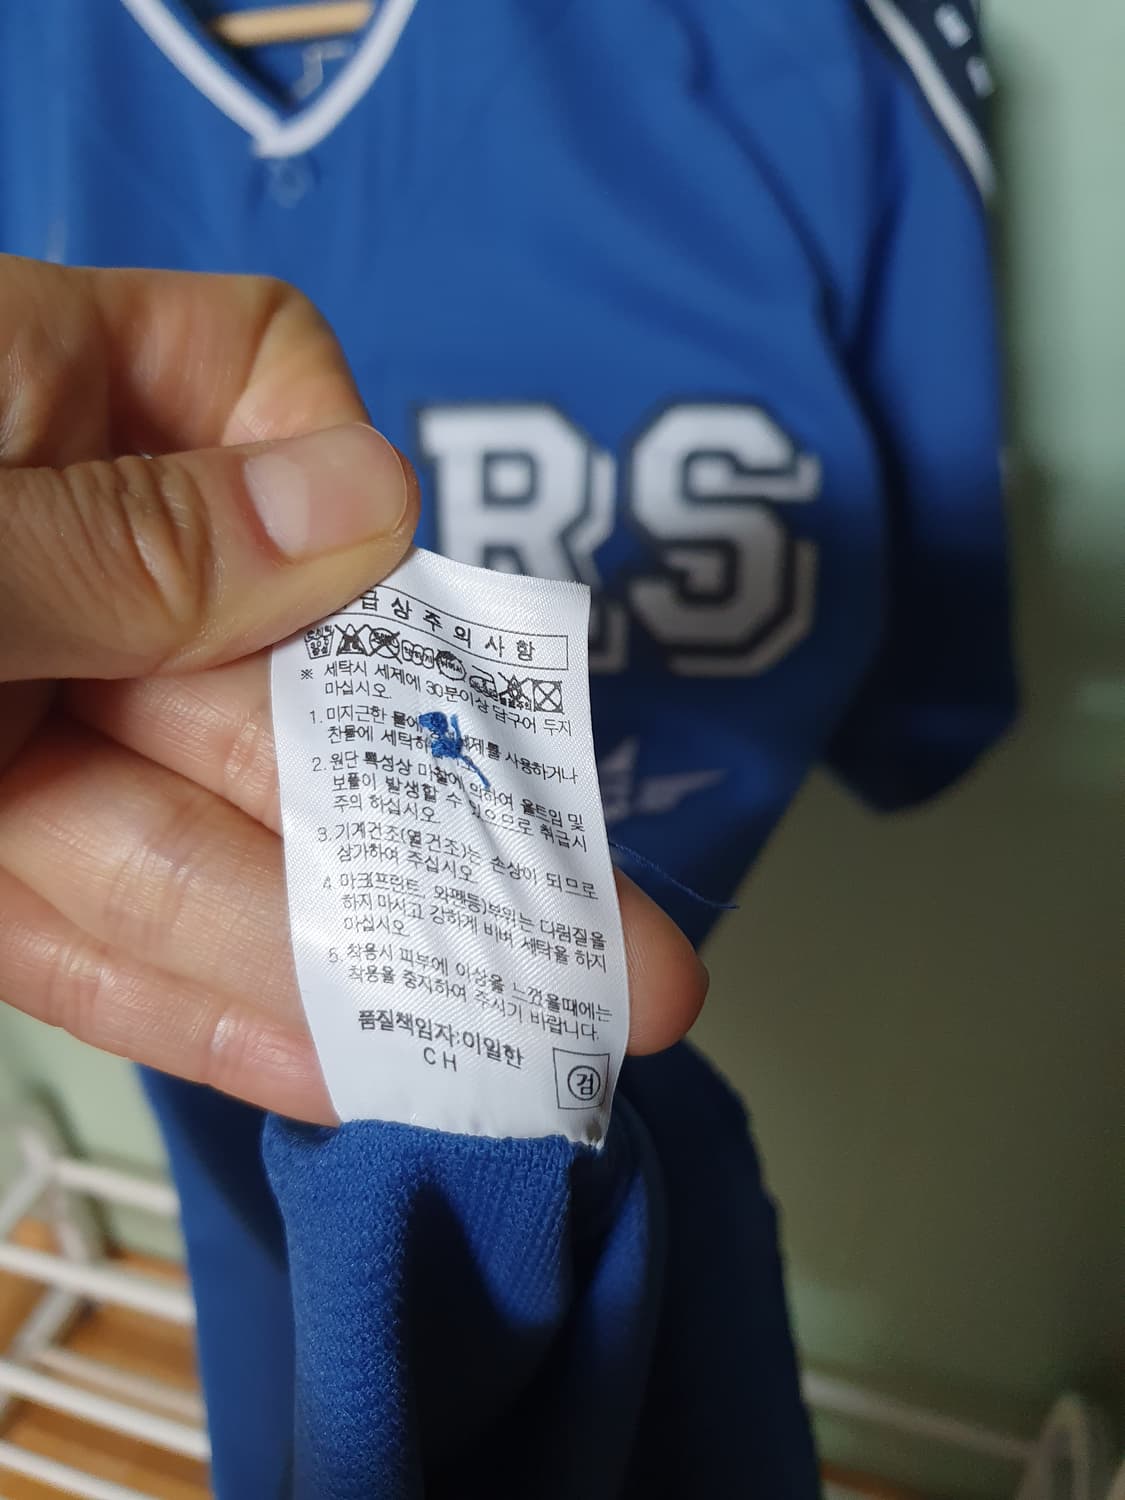 RS
급상주의사항
※ 세탁시 세제에 30분이상 담구어 두지
마십시오.
1. 미지근한 물에 세제를 사용하거나
찬물에 세탁
2. 원단 특성상 마찰에 의하여 올트임 및
보풀이 발생할 수 있으므로 취급시
주의 하십시오.
3. 기계건조(열건조)는 손상이 되므로
삼가하여 주십시오.
4. 마크(프린트, 와펜등)부위는 다림질을
하지 마시고 강하게 비벼 세탁을 하지
마십시오.
5. 착용시 피부에 이상을 느꼈을때에는
착용을 중지하여 주시기 바랍니다.
품질책임자:이일한
CH
검